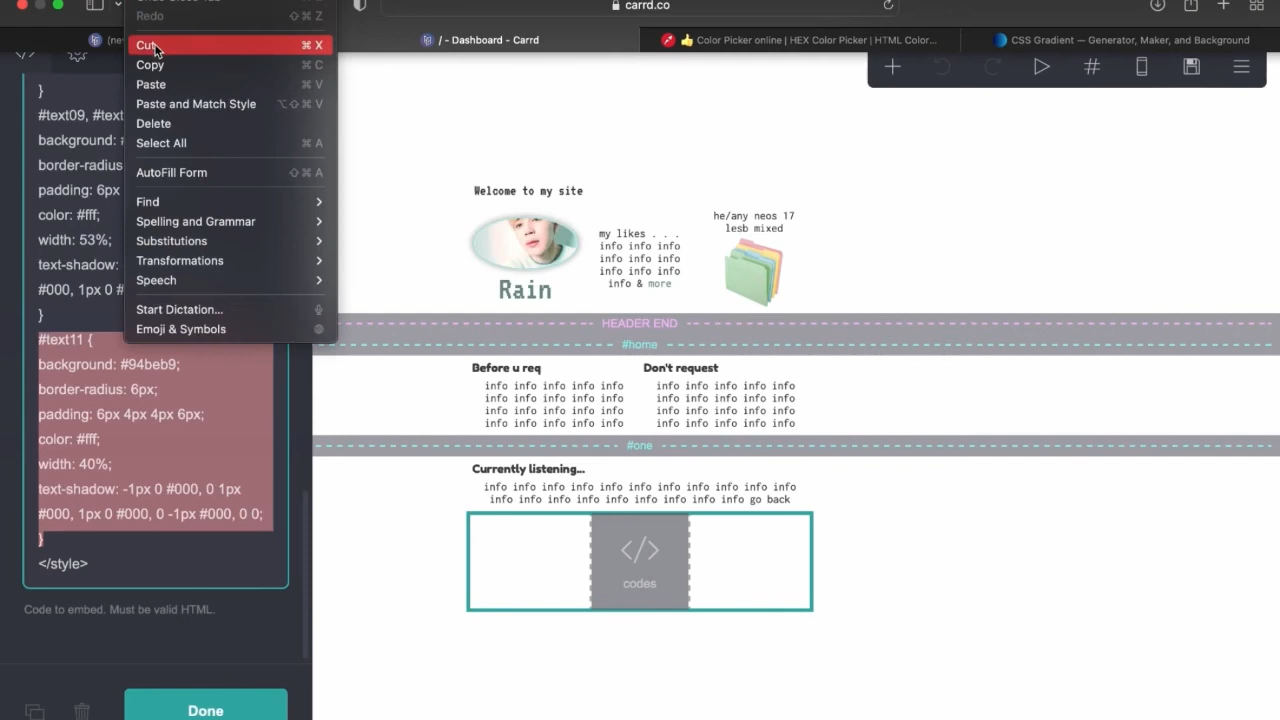 carrd.co
/ - Dashboard - Carrd
👍 Color Picker online | HEX Color Picker | HTML Color...
CSS Gradient — Generator, Maker, and Background
Redo ⇧⌘ Z
Cut ⌘ X
Copy ⌘ C
Paste ⌘ V
Paste and Match Style ⌥⇧⌘ V
Delete
Select All ⌘ A
AutoFill Form ⇧⌘ A
Find
Spelling and Grammar
Substitutions
Transformations
Speech
Start Dictation...
Emoji & Symbols
}
#text09, #text
background: #
border-radius
padding: 6px
color: #fff;
width: 53%;
text-shadow:
#000, 1px 0 #
}
#text11 {
background: #94beb9;
border-radius: 6px;
padding: 6px 4px 4px 6px;
color: #fff;
width: 40%;
text-shadow: -1px 0 #000, 0 1px
#000, 1px 0 #000, 0 -1px #000, 0 0;
}
</style>
Code to embed. Must be valid HTML.
Done
Welcome to my site
Rain
my likes . . .
info info info
info info info
info info info
info & more
he/any neos 17
lesb mixed
HEADER END
#home
Before u req
info info info info info
info info info info info
info info info info info
info info info info info
Don't request
info info info info info
info info info info info
info info info info info
info info info info info
#one
Currently listening...
info info info info info info info info info info
info info info info info info info info go back
</>
codes